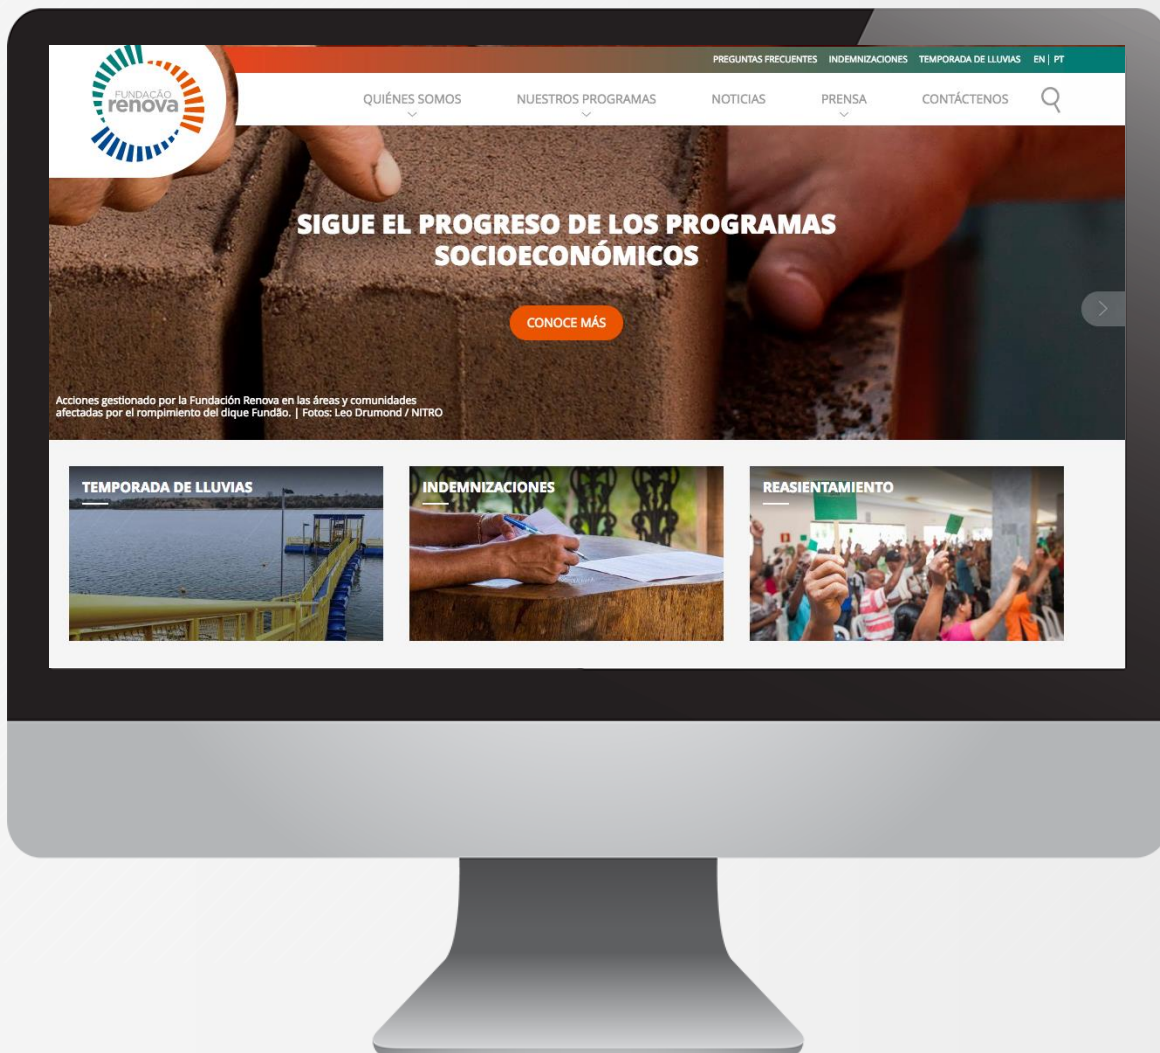 PREGUNTAS FRECUENTES INDEMNIZACIONES TEMPORADA DE LLUVIAS EN | PT
FUNDAÇÃO
renova
QUIÉNES SOMOS NUESTROS PROGRAMAS NOTICIAS PRENSA CONTÁCTENOS
SIGUE EL PROGRESO DE LOS PROGRAMAS
SOCIOECONÓMICOS
CONOCE MÁS
Acciones gestionado por la Fundación Renova en las áreas y comunidades
afectadas por el rompimiento del dique Fundão. | Fotos: Leo Drumond / NITRO
TEMPORADA DE LLUVIAS INDEMNIZACIONES REASIENTAMIENTO